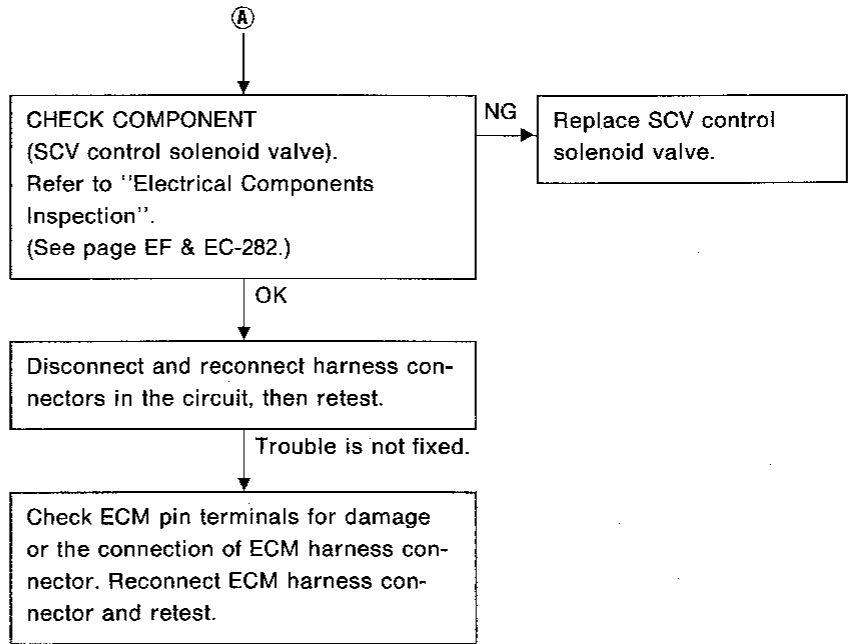 Ⓐ
CHECK COMPONENT
(SCV control solenoid valve).
Refer to "Electrical Components
Inspection".
(See page EF & EC-282.)
NG
Replace SCV control
solenoid valve.
OK
Disconnect and reconnect harness con-
nectors in the circuit, then retest.
Trouble is not fixed.
Check ECM pin terminals for damage
or the connection of ECM harness con-
nector. Reconnect ECM harness con-
nector and retest.